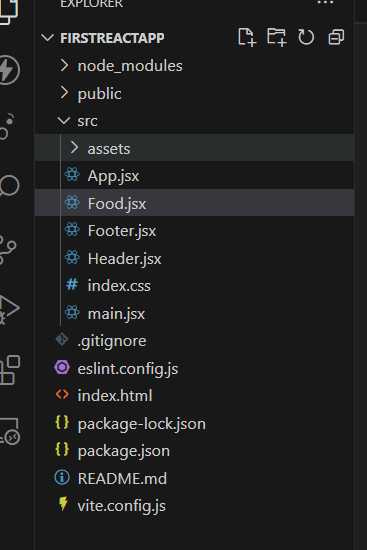 EXPLORER
FIRSTREACTAPP
node_modules
public
src
assets
App.jsx
Food.jsx
Footer.jsx
Header.jsx
# index.css
main.jsx
.gitignore
eslint.config.js
<> index.html
{} package-lock.json
{} package.json
README.md
vite.config.js